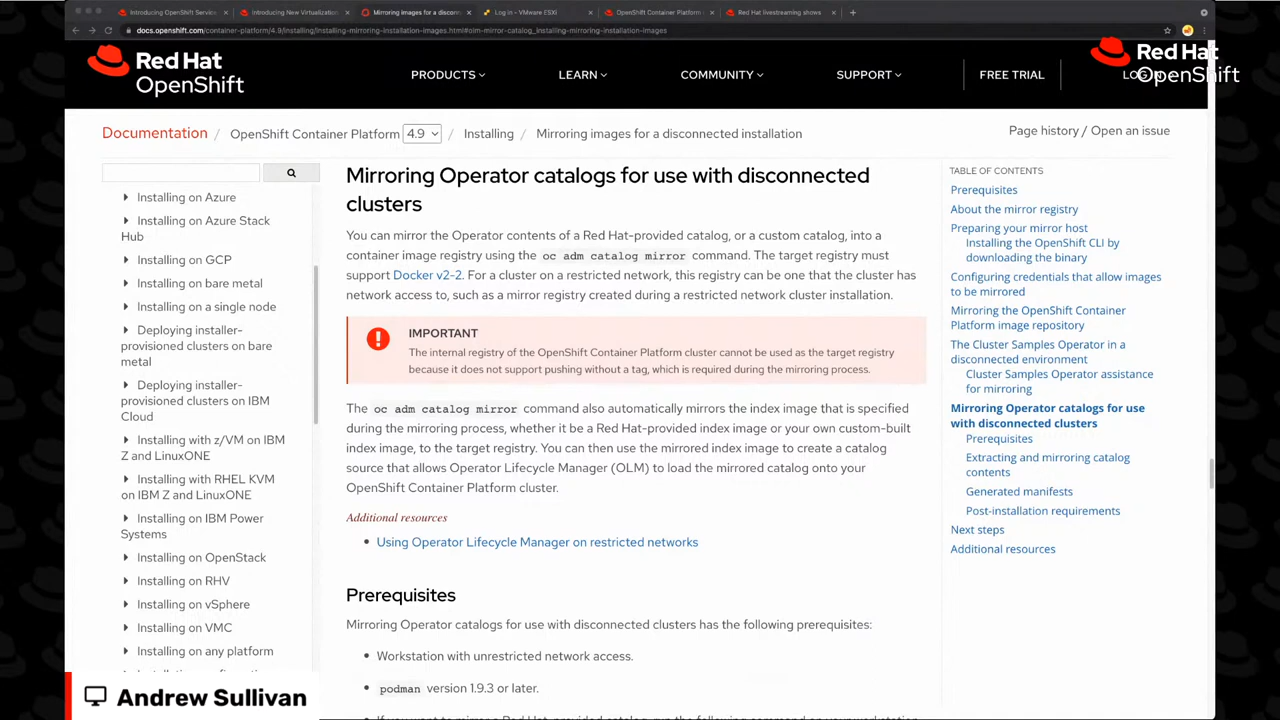 Introducing OpenShift Servic
Introducing New Virtualization
Mirroring images for a disconn
Log in - VMware ESXi
OpenShift Container Platform
Red Hat livestreaming shows
docs.openshift.com/container-platform/4.9/installing/installing-mirroring-installation-images.html#olm-mirror-catalog_installing-mirroring-installation-images
Red Hat
OpenShift
PRODUCTS
LEARN
COMMUNITY
SUPPORT
FREE TRIAL
LOG IN
Red Hat
OpenShift
Documentation / OpenShift Container Platform 4.9 / Installing / Mirroring images for a disconnected installation
Page history / Open an issue
Installing on Azure
Installing on Azure Stack
Hub
Installing on GCP
Installing on bare metal
Installing on a single node
Deploying installer-
provisioned clusters on bare
metal
Deploying installer-
provisioned clusters on IBM
Cloud
Installing with z/VM on IBM
Z and LinuxONE
Installing with RHEL KVM
on IBM Z and LinuxONE
Installing on IBM Power
Systems
Installing on OpenStack
Installing on RHV
Installing on vSphere
Installing on VMC
Installing on any platform
Mirroring Operator catalogs for use with disconnected
clusters
You can mirror the Operator contents of a Red Hat-provided catalog, or a custom catalog, into a
container image registry using the oc adm catalog mirror command. The target registry must
support Docker v2-2. For a cluster on a restricted network, this registry can be one that the cluster has
network access to, such as a mirror registry created during a restricted network cluster installation.
IMPORTANT
The internal registry of the OpenShift Container Platform cluster cannot be used as the target registry
because it does not support pushing without a tag, which is required during the mirroring process.
The oc adm catalog mirror command also automatically mirrors the index image that is specified
during the mirroring process, whether it be a Red Hat-provided index image or your own custom-built
index image, to the target registry. You can then use the mirrored index image to create a catalog
source that allows Operator Lifecycle Manager (OLM) to load the mirrored catalog onto your
OpenShift Container Platform cluster.
Additional resources
Using Operator Lifecycle Manager on restricted networks
Prerequisites
Mirroring Operator catalogs for use with disconnected clusters has the following prerequisites:
Workstation with unrestricted network access.
podman version 1.9.3 or later.
TABLE OF CONTENTS
Prerequisites
About the mirror registry
Preparing your mirror host
Installing the OpenShift CLI by
downloading the binary
Configuring credentials that allow images
to be mirrored
Mirroring the OpenShift Container
Platform image repository
The Cluster Samples Operator in a
disconnected environment
Cluster Samples Operator assistance
for mirroring
Mirroring Operator catalogs for use
with disconnected clusters
Prerequisites
Extracting and mirroring catalog
contents
Generated manifests
Post-installation requirements
Next steps
Additional resources
Andrew Sullivan